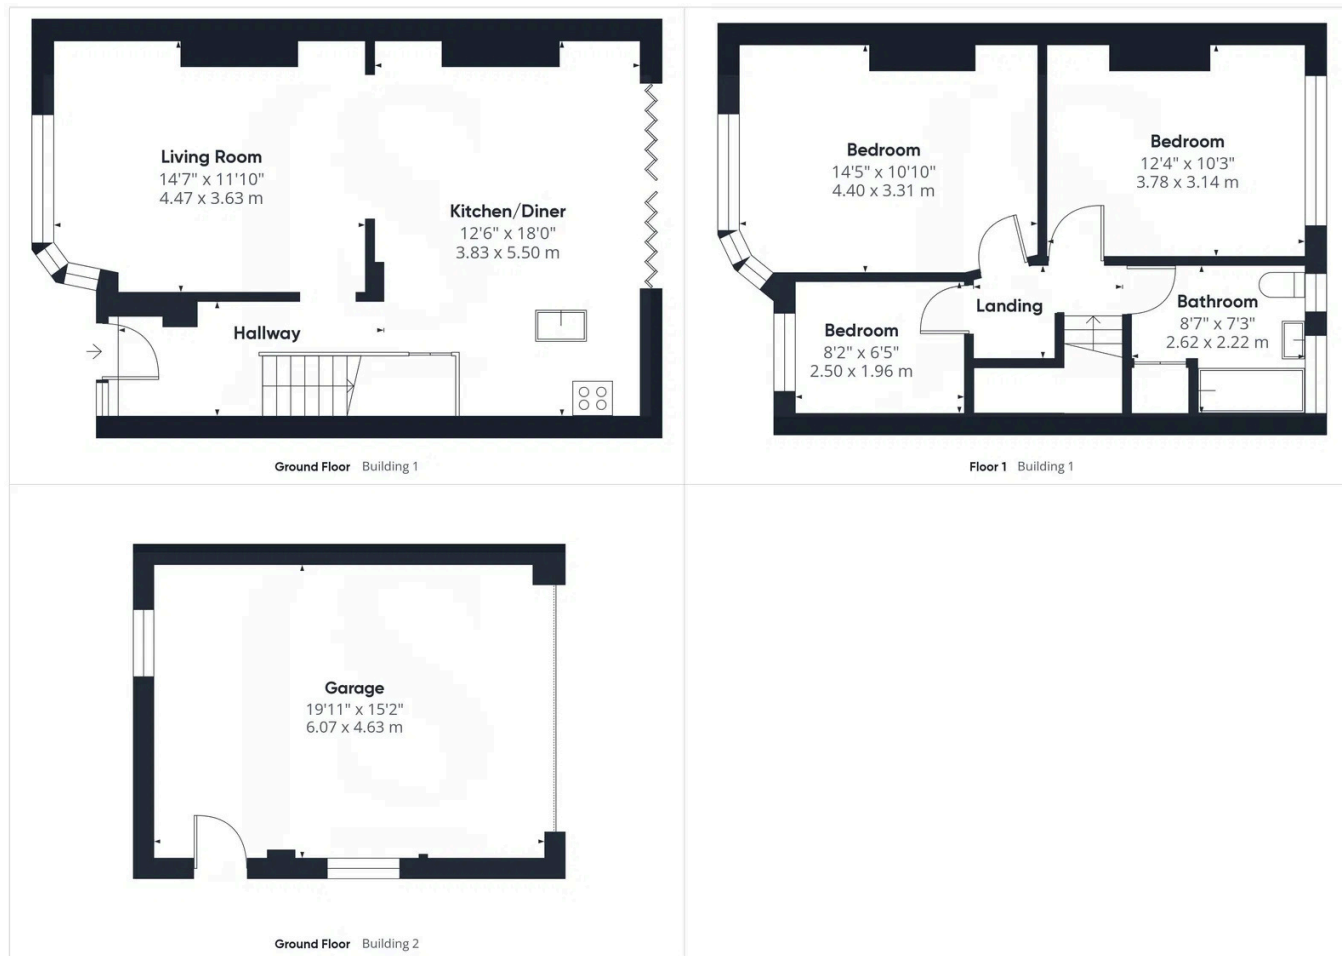 Living Room
14'7" x 11'10"
4.47 x 3.63 m
Kitchen/Diner
12'6" x 18'0"
3.83 x 5.50 m
Hallway
Ground Floor Building 1
Bedroom
14'5" x 10'10"
4.40 x 3.31 m
Bedroom
12'4" x 10'3"
3.78 x 3.14 m
Landing
Bathroom
8'7" x 7'3"
2.62 x 2.22 m
Bedroom
8'2" x 6'5"
2.50 x 1.96 m
Floor 1 Building 1
Garage
19'11" x 15'2"
6.07 x 4.63 m
Ground Floor Building 2